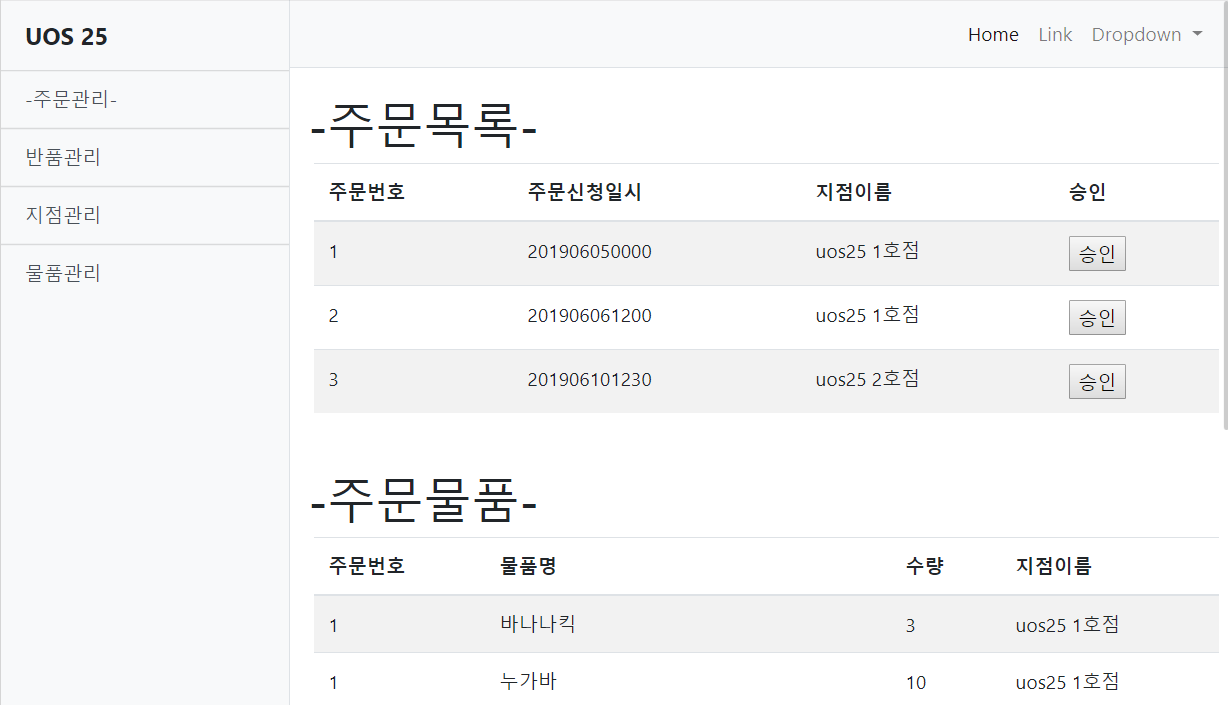 UOS 25
Home Link Dropdown
-주문관리-
반품관리
지점관리
물품관리
-주문목록-
주문번호 주문신청일시 지점이름 승인
1 201906050000 uos25 1호점 승인
2 201906061200 uos25 1호점 승인
3 201906101230 uos25 2호점 승인
-주문물품-
주문번호 물품명 수량 지점이름
1 바나나킥 3 uos25 1호점
1 누가바 10 uos25 1호점